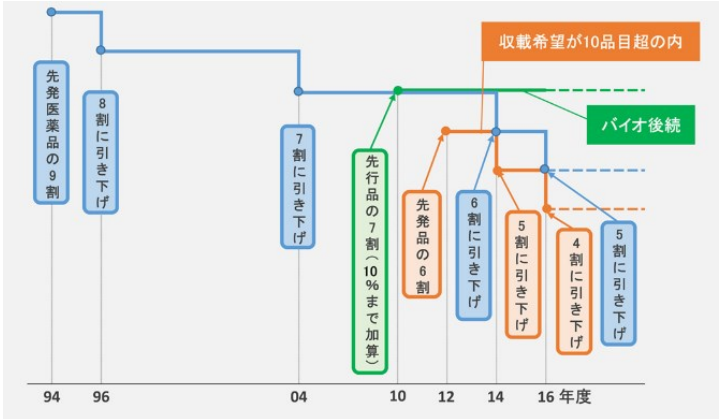 収載希望が10品目超の内
バイオ後続
先発医薬品の9割
8割に引き下げ
7割に引き下げ
先行品の7割(10%まで加算)
先発品の6割
6割に引き下げ
5割に引き下げ
4割に引き下げ
5割に引き下げ
94 96 04 10 12 14 16 年度